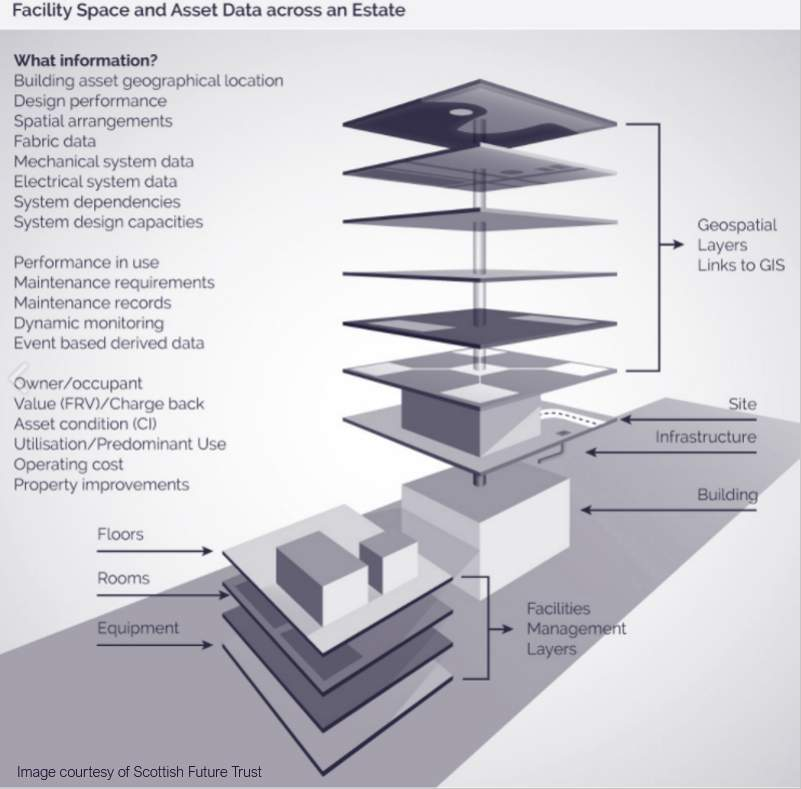 Facility Space and Asset Data across an Estate
What information?
Building asset geographical location
Design performance
Spatial arrangements
Fabric data
Mechanical system data
Electrical system data
System dependencies
System design capacities
Performance in use
Maintenance requirements
Maintenance records
Dynamic monitoring
Event based derived data
Owner/occupant
Value (FRV)/Charge back
Asset condition (CI)
Utilisation/Predominant Use
Operating cost
Property improvements
Geospatial
Layers
Links to GIS
Site
Infrastructure
Building
Floors
Rooms
Equipment
Facilities
Management
Layers
Image courtesy of Scottish Future Trust